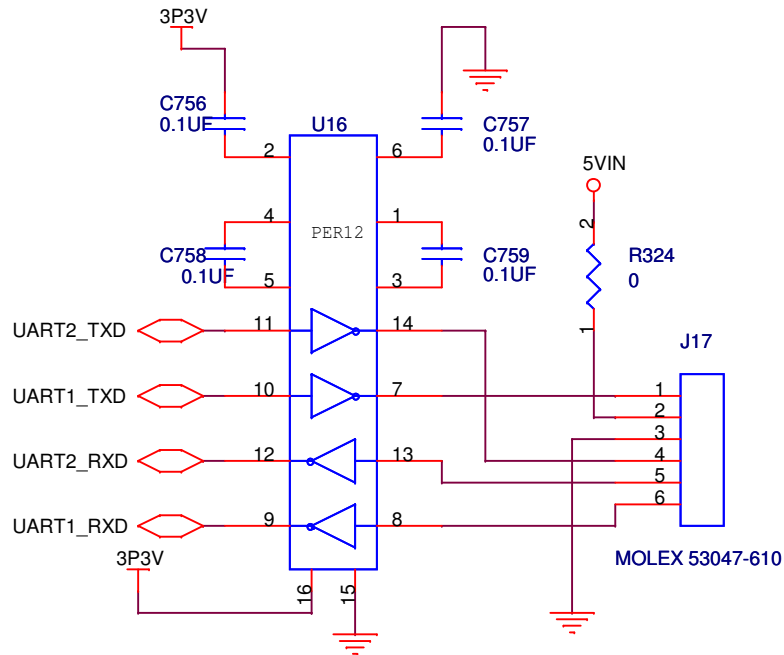 3P3V
C756
0.1UF
U16
C757
0.1UF
2
6
5VIN
4
1
PER12
2
C758
0.1UF
C759
0.1UF
R324
0
5
3
UART2_TXD
11
14
1
J17
UART1_TXD
10
7
1
2
3
UART2_RXD
12
13
4
5
UART1_RXD
9
8
6
3P3V
MOLEX 53047-610
16
15